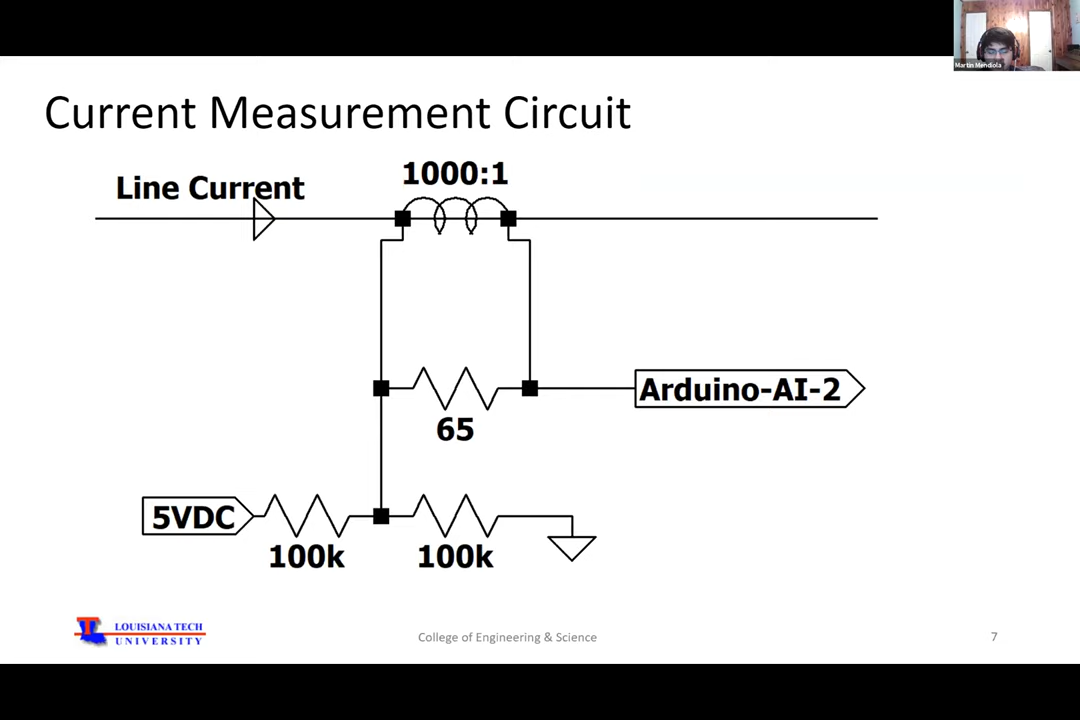 Martin Mendiola
Current Measurement Circuit
1000:1
Line Current
Arduino-AI-2
65
5VDC
100k
100k
LOUISIANA TECH
UNIVERSITY
College of Engineering & Science
7